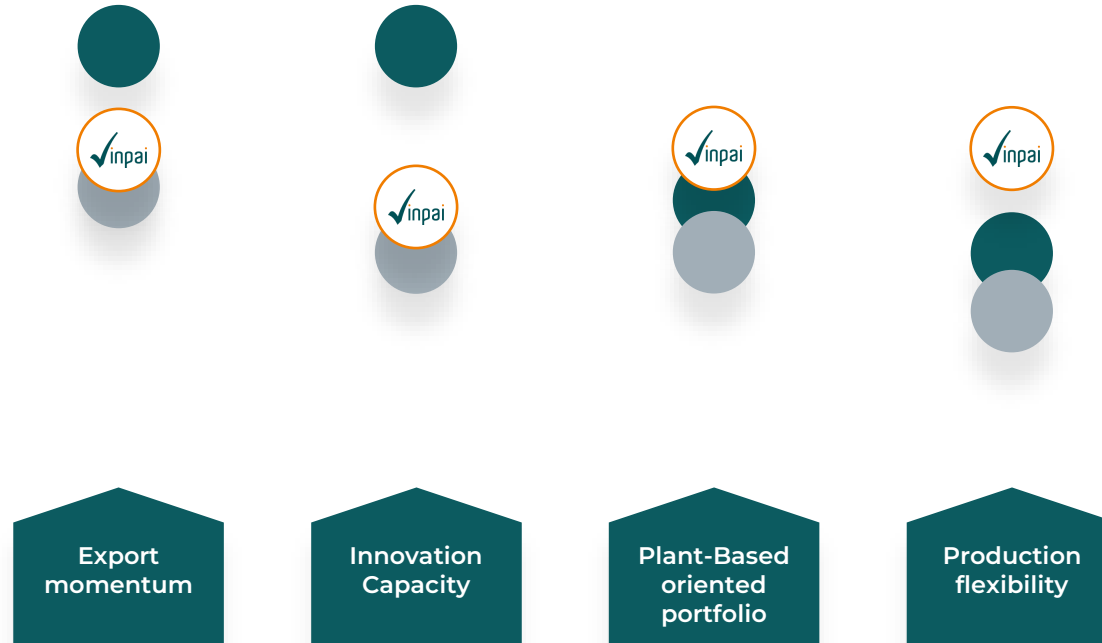 Vinpai
Vinpai
Vinpai
Vinpai
Export
momentum
Innovation
Capacity
Plant-Based
oriented
portfolio
Production
flexibility